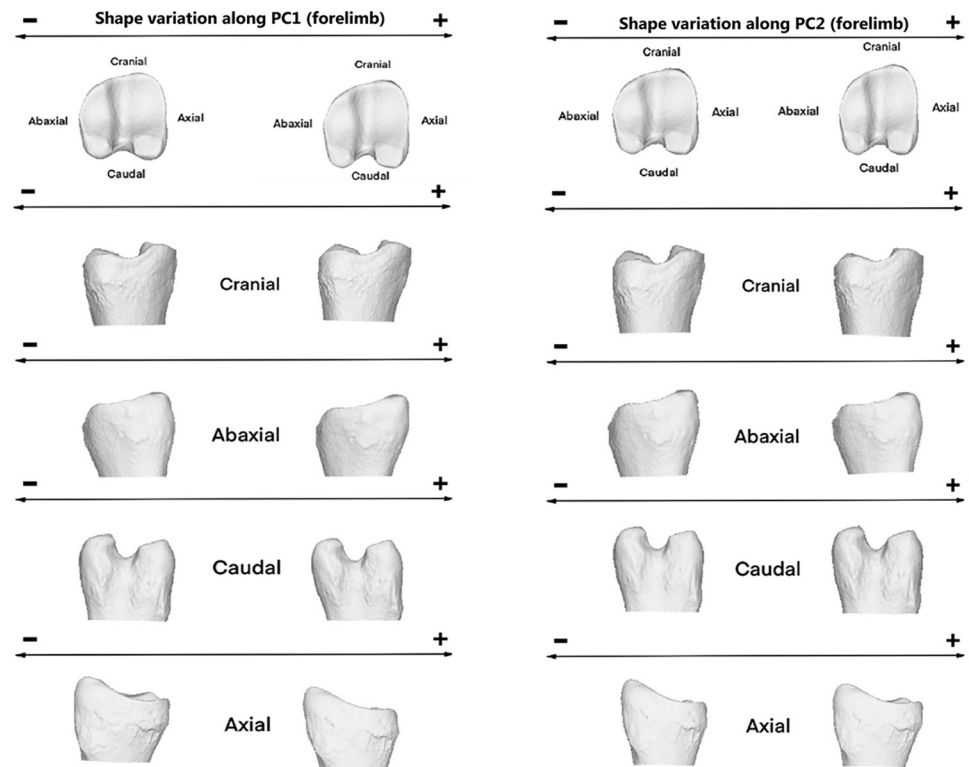 Shape variation along PC1 (forelimb)
− +
Cranial
Abaxial Axial
Caudal
Cranial
Abaxial Axial
Caudal
− +
Cranial
− +
Abaxial
− +
Caudal
− +
Axial
Shape variation along PC2 (forelimb)
− +
Cranial
Abaxial Axial
Caudal
Cranial
Abaxial Axial
Caudal
− +
Cranial
− +
Abaxial
− +
Caudal
− +
Axial